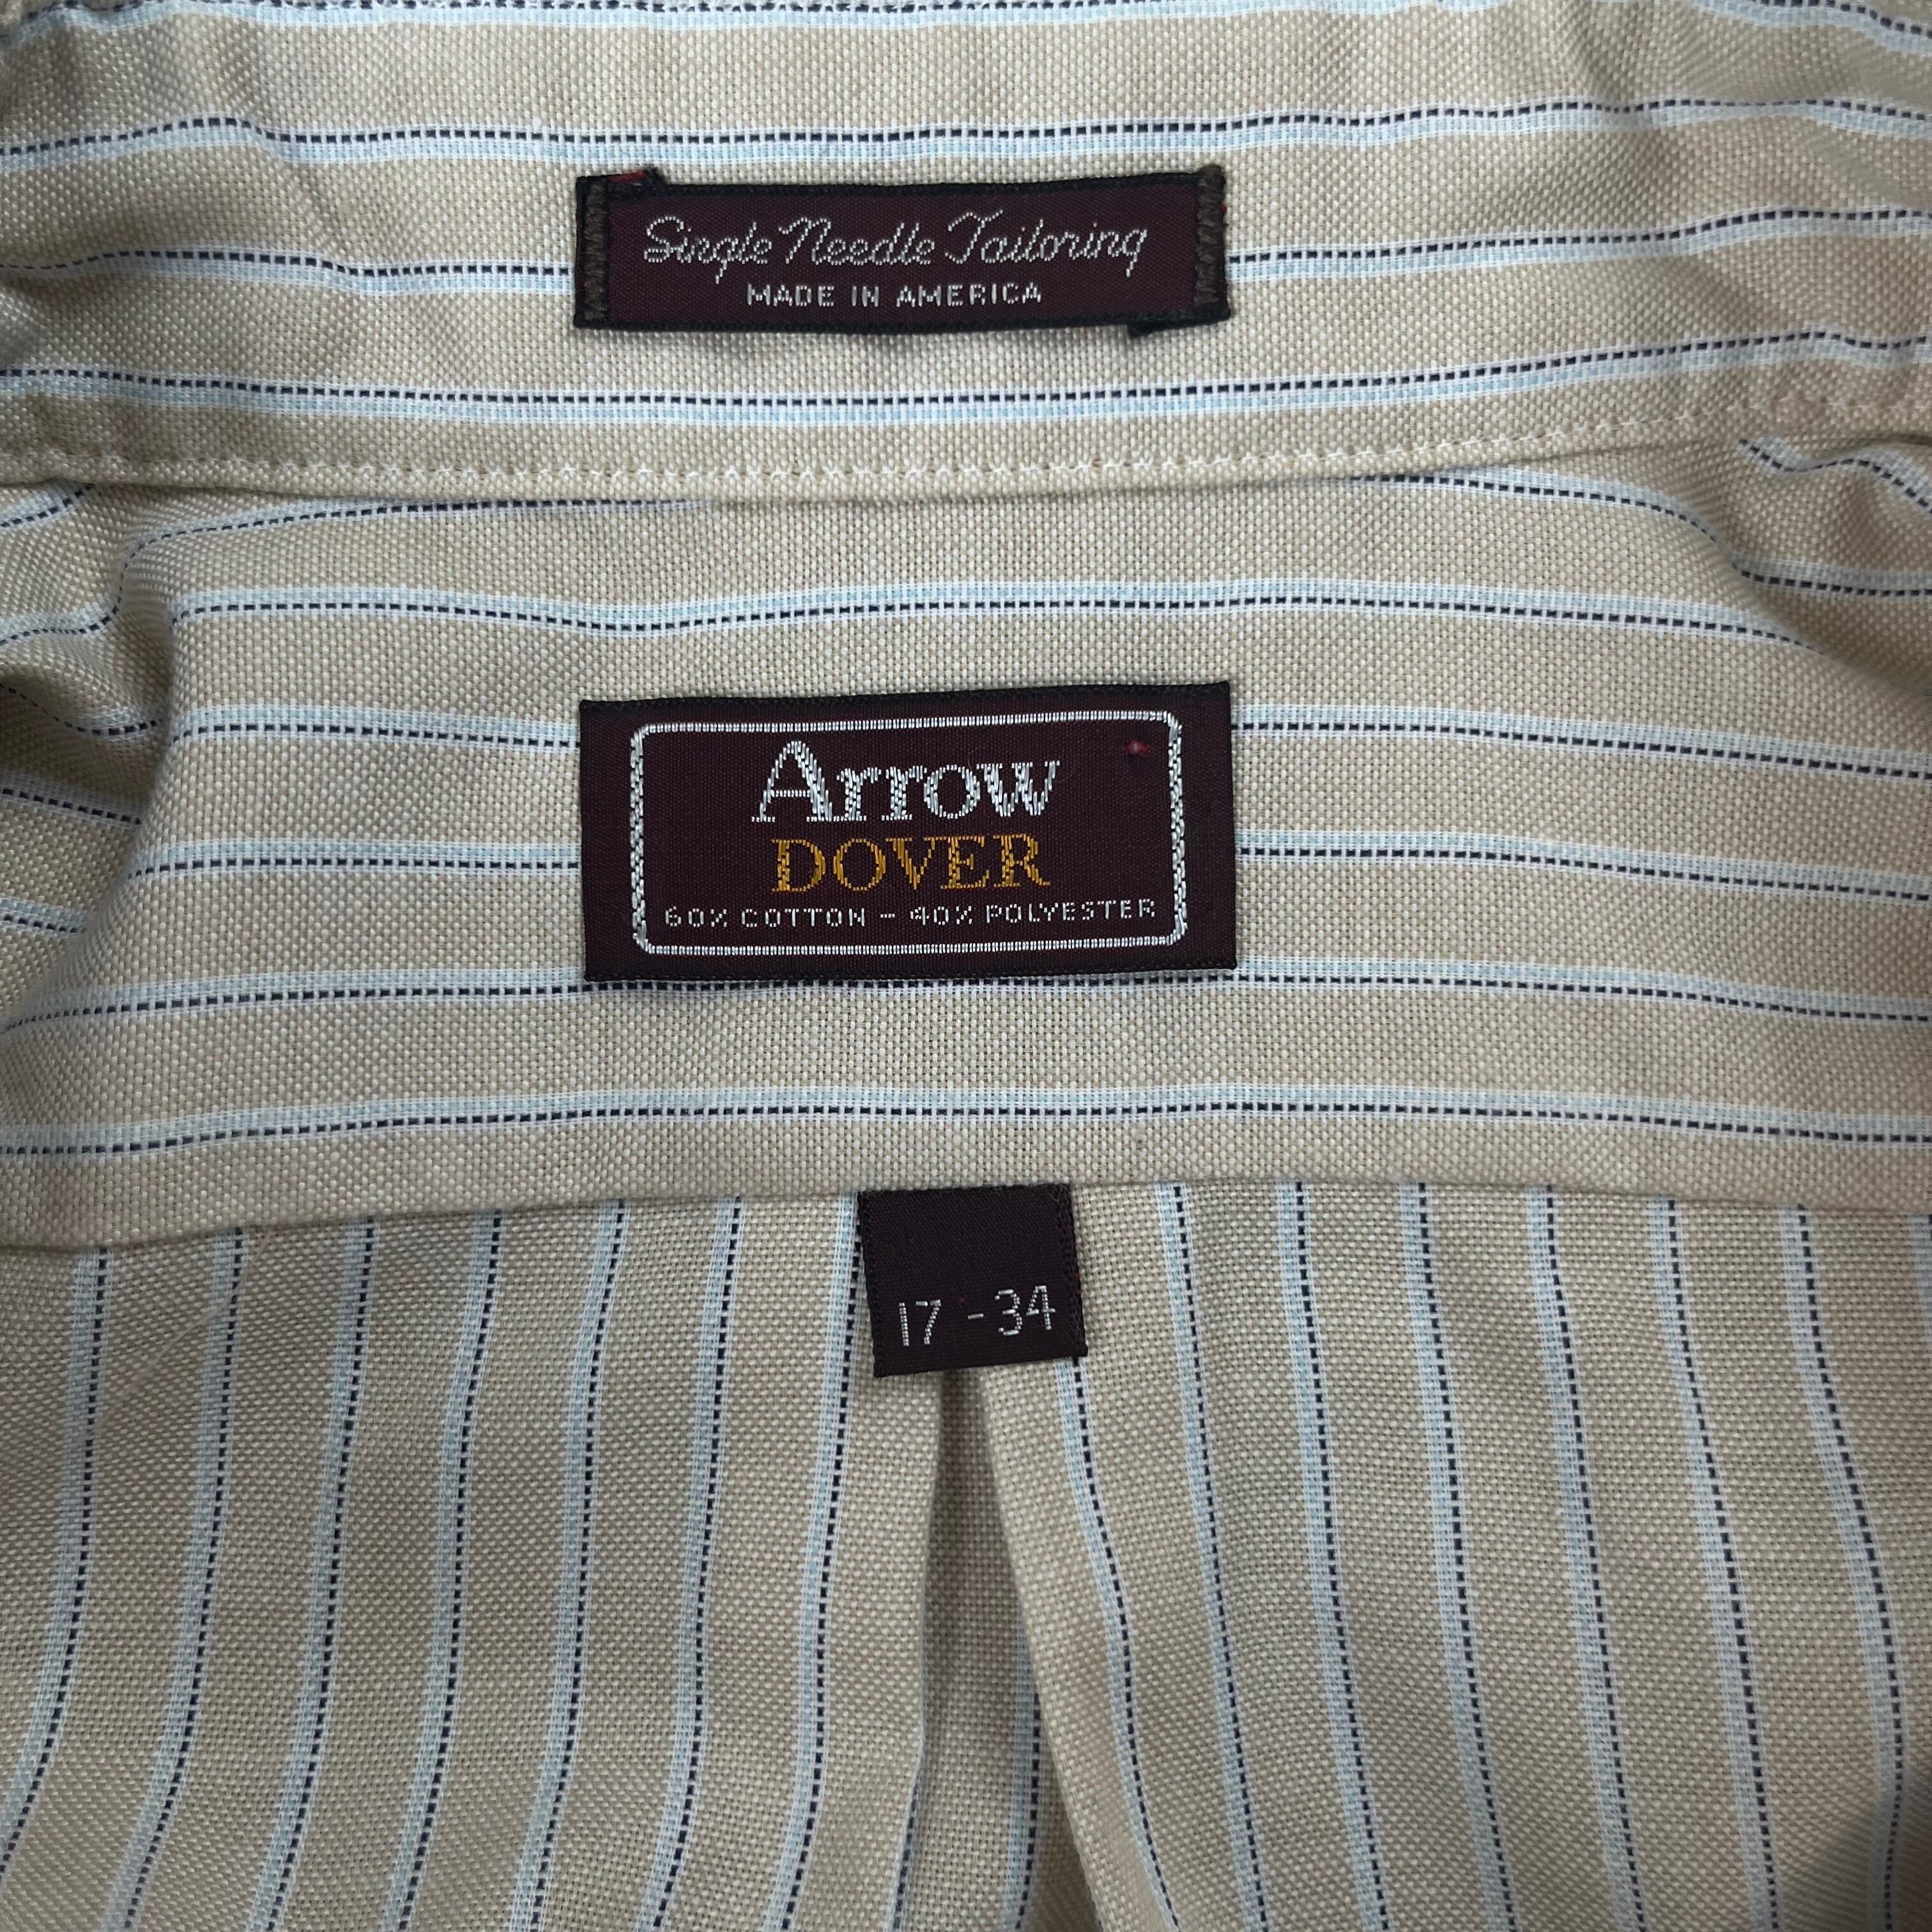 Single Needle Tailoring
MADE IN AMERICA
Arrow
DOVER
60% COTTON - 40% POLYESTER
17 - 34